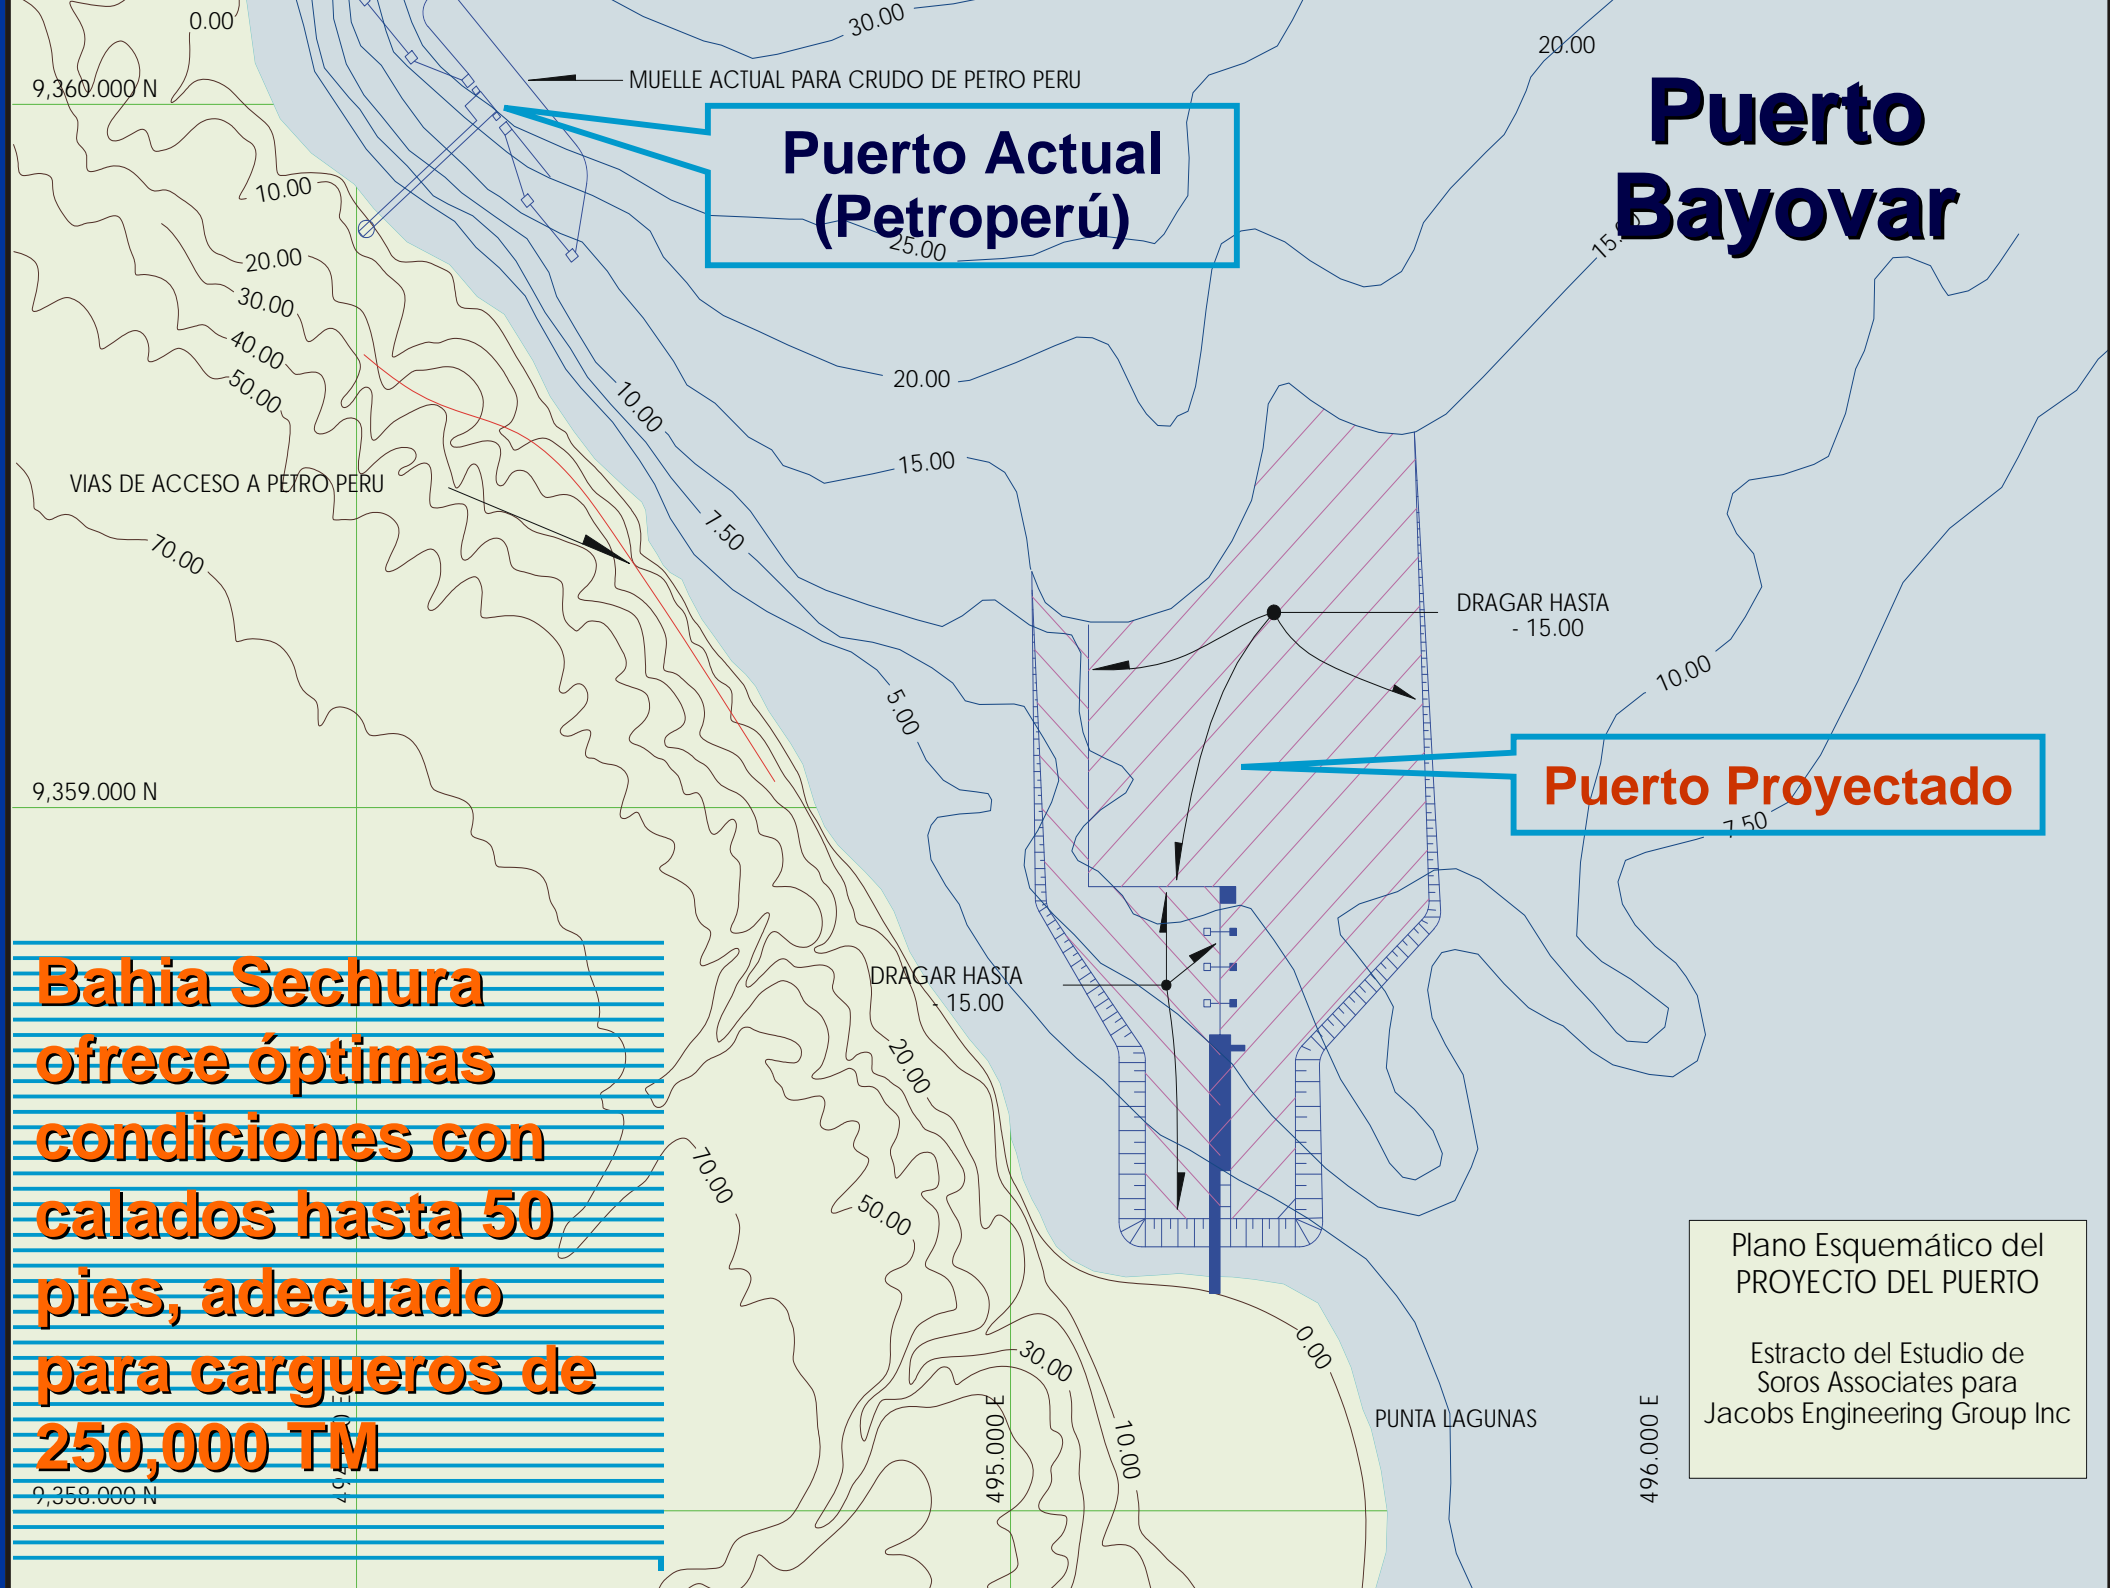 0.00
30.00
20.00
9,360.000 N
MUELLE ACTUAL PARA CRUDO DE PETRO PERU
Puerto
Bayovar
Puerto Actual
(Petroperú)
10.00
25.00
20.00
30.00
40.00
50.00
20.00
10.00
15.00
VIAS DE ACCESO A PETRO PERU
7.50
70.00
DRAGAR HASTA
- 15.00
10.00
5.00
Puerto Proyectado
7.50
9,359.000 N
Bahia Sechura
ofrece óptimas
condiciones con
calados hasta 50
pies, adecuado
para cargueros de
250,000 TM
DRAGAR HASTA
- 15.00
20.00
70.00
50.00
30.00
0.00
10.00
PUNTA LAGUNAS
9,358.000 N
495.000 E
496.000 E
Plano Esquemático del
PROYECTO DEL PUERTO
Estracto del Estudio de
Soros Associates para
Jacobs Engineering Group Inc